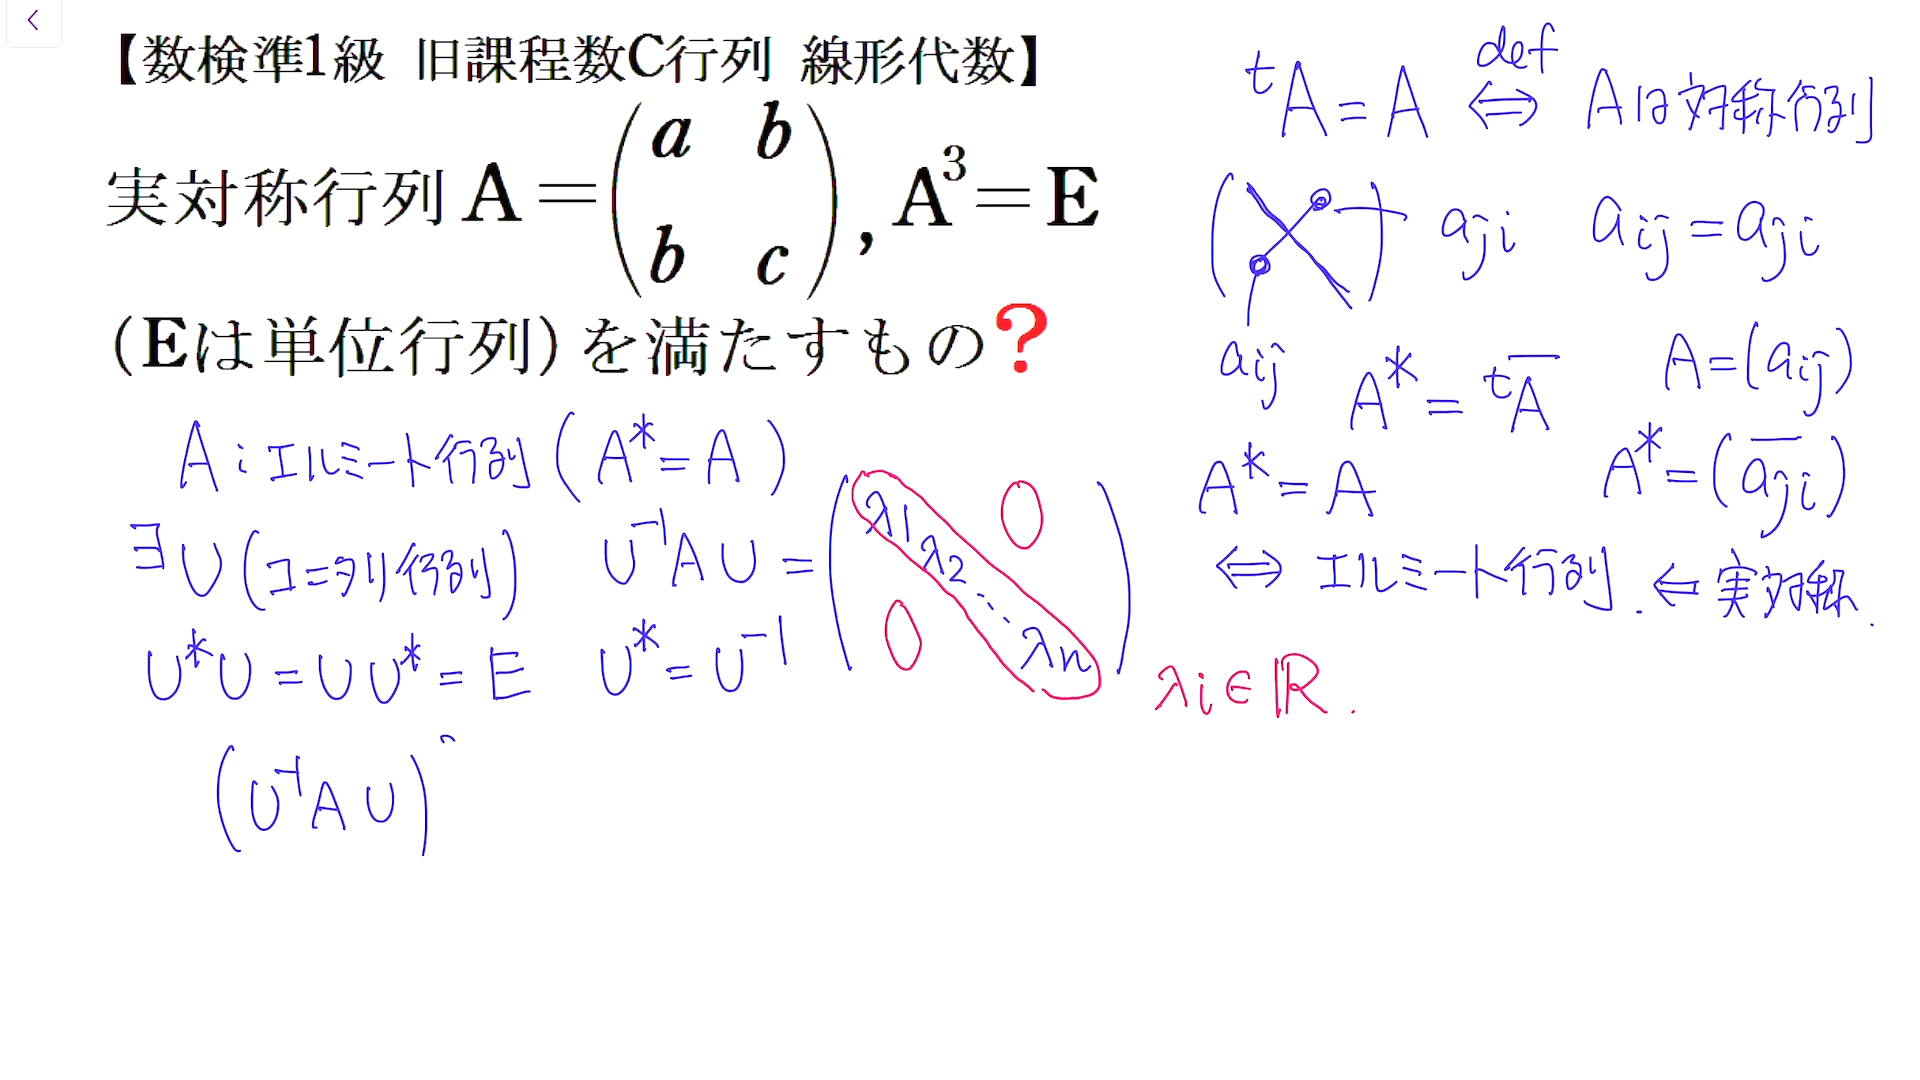 【数検準1級 旧課程数C行列 線形代数】
実対称行列 A = ( a b b c ) , A³ = E
(Eは単位行列) を満たすもの?
A : エルミート行列 ( A* = A )
∃U (ユニタリ行列) U⁻¹AU = ( λ1 λ2 ⋱ λn 0 0 )
U*U = UU* = E U* = U⁻¹
λi ∈ ℝ .
(U⁻¹AU)
ᵗA = A ⇔ def Aは対称行列
aji aij = aji
aij
A* = ᵗA̅ A = (aij)
A* = A A* = (a̅j̅i̅)
⇔ エルミート行列. ⇐ 実対称.